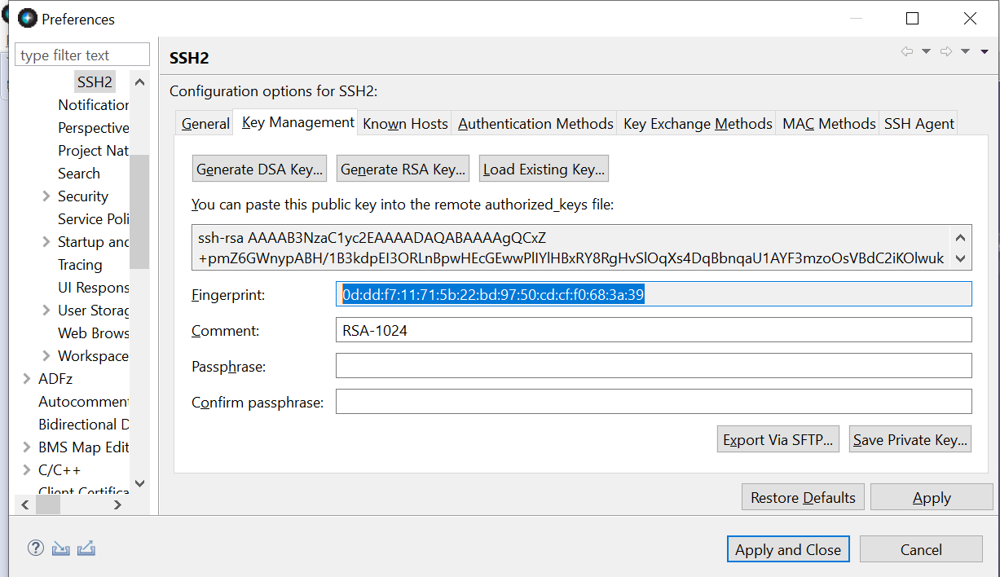 Preferences
type filter text
SSH2
Notification
Perspective
Project Nat
Search
Security
Service Poli
Startup and
Tracing
UI Respons
User Storag
Web Brows
Workspace
ADFz
Autocomment
Bidirectional D
BMS Map Edit
C/C++
Client Certifica
SSH2
Configuration options for SSH2:
General Key Management Known Hosts Authentication Methods Key Exchange Methods MAC Methods SSH Agent
Generate DSA Key... Generate RSA Key... Load Existing Key...
You can paste this public key into the remote authorized_keys file:
ssh-rsa AAAAB3NzaC1yc2EAAAADAQABAAAAgQCxZ
+pmZ6GWnypABH/1B3kdpEI3ORLnBpwHEcGEwwPlIYlHBxRY8RgHvSlOqXs4DqBbnqaU1AYF3mzoOsVBdC2iKOlwuk
Fingerprint: 0d:dd:f7:11:71:5b:22:bd:97:50:cd:cf:f0:68:3a:39
Comment: RSA-1024
Passphrase:
Confirm passphrase:
Export Via SFTP... Save Private Key...
Restore Defaults Apply
Apply and Close Cancel